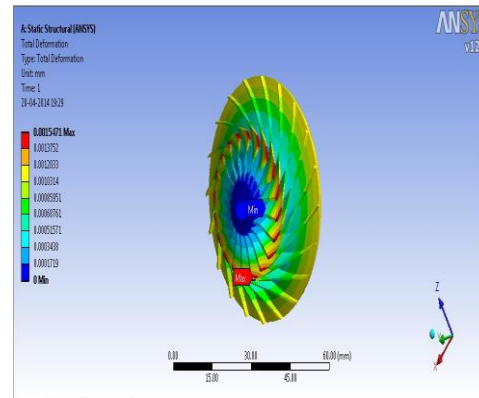 A: Static Structural (ANSYS)
Total Deformation
Type: Total Deformation
Unit: mm
Time: 1
20-04-2014 19:29
0.0015471 Max
0.0013752
0.0012033
0.0010314
0.00085951
0.00068761
0.00051571
0.0003438
0.0001719
0 Min
ANSYS
v12
Min
Max
Z
X
0.00
30.00
60.00 (mm)
15.00
45.00